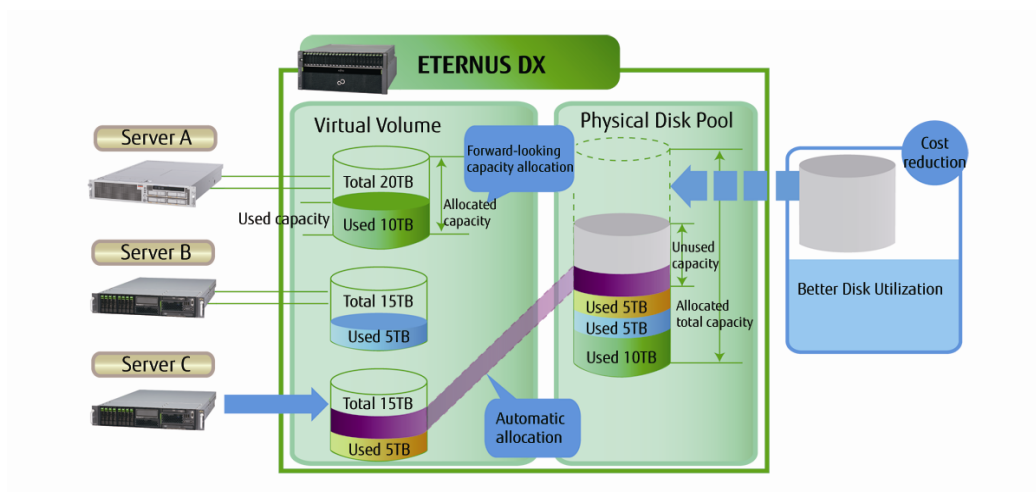 ETERNUS DX
Server A
Server B
Server C
Virtual Volume
Total 20TB
Used 10TB
Used capacity
Allocated
capacity
Forward-looking
capacity allocation
Total 15TB
Used 5TB
Total 15TB
Used 5TB
Automatic
allocation
Physical Disk Pool
Unused
capacity
Used 5TB
Used 5TB
Used 10TB
Allocated
total capacity
Cost
reduction
Better Disk Utilization